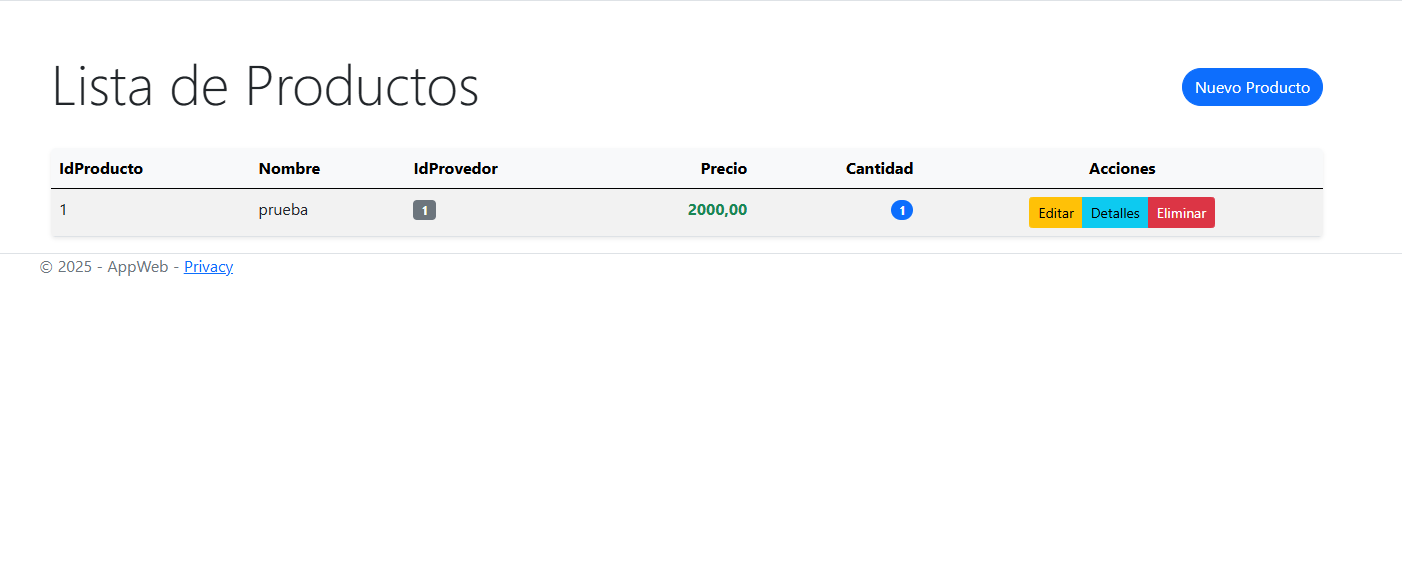 Lista de Productos
Nuevo Producto
IdProducto Nombre IdProvedor Precio Cantidad Acciones
1 prueba 1 2000,00 1 Editar Detalles Eliminar
© 2025 - AppWeb - Privacy